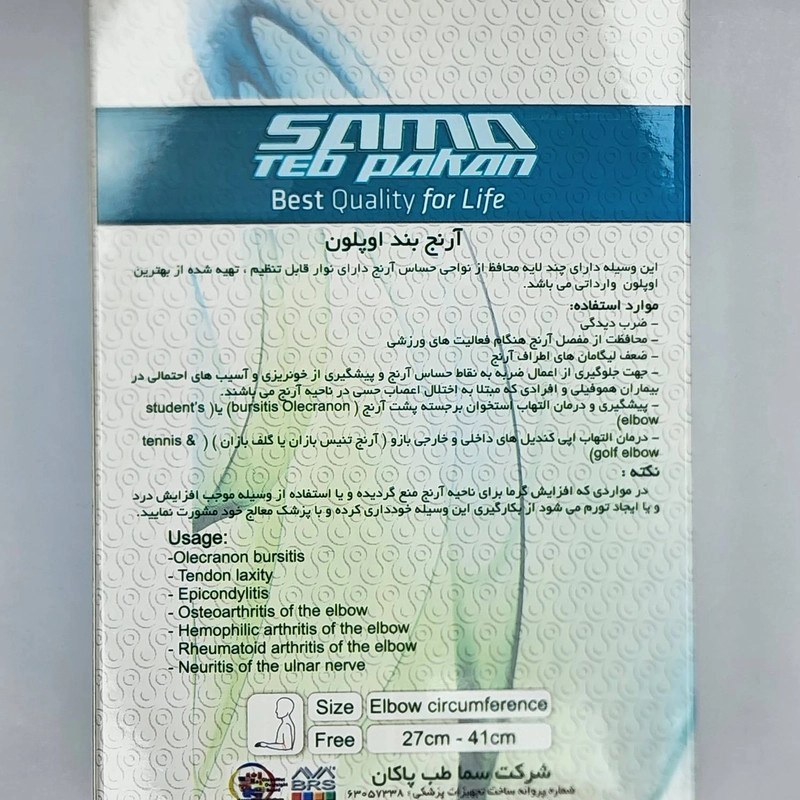 SAMA
TEB PAKAN
Best Quality for Life
آرنج بند اوپلون
این وسیله دارای چند لایه محافظ از نواحی حساس آرنج دارای نوار قابل تنظیم ، تهیه شده از بهترین
اوپلون وارداتی می باشد.
موارد استفاده:
- ضرب دیدگی
- محافظت از مفصل آرنج هنگام فعالیت های ورزشی
- ضعف لیگامان های اطراف آرنج
- جهت جلوگیری از اعمال ضربه به نقاط حساس آرنج و پیشگیری از خونریزی و آسیب های احتمالی در
بیماران هموفیلی و افرادی که مبتلا به اختلال اعصاب حسی در ناحیه آرنج می باشند.
- پیشگیری و درمان التهاب استخوان برجسته پشت آرنج ( bursitis Olecranon) یا( student's
elbow)
- درمان التهاب اپی کندیل های داخلی و خارجی بازو ( آرنج تنیس بازان یا گلف بازان ) ( tennis &
golf elbow)
نکته :
در مواردی که افزایش گرما برای ناحیه آرنج منع گردیده و یا استفاده از وسیله موجب افزایش درد
و یا ایجاد تورم می شود از بکارگیری این وسیله خودداری کرده و با پزشک معالج خود مشورت نمایید.
Usage:
-Olecranon bursitis
- Tendon laxity
- Epicondylitis
- Osteoarthritis of the elbow
- Hemophilic arthritis of the elbow
- Rheumatoid arthritis of the elbow
- Neuritis of the ulnar nerve
Size Elbow circumference
Free 27cm - 41cm
شرکت سما طب پاکان
شماره پروانه ساخت تجهیزات پزشکی: ۶۳۰۵۷۳۳۸
BRS